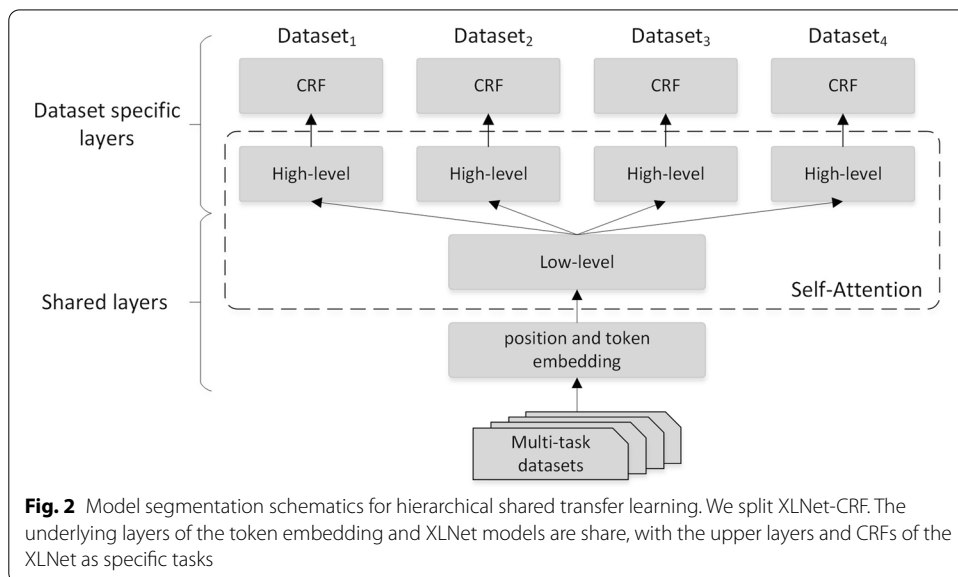 Dataset1 Dataset2 Dataset3 Dataset4
CRF CRF CRF CRF
Dataset specific
layers
High-level High-level High-level High-level
Low-level
Self-Attention
Shared layers
position and token
embedding
Multi-task
datasets
Fig. 2 Model segmentation schematics for hierarchical shared transfer learning. We split XLNet-CRF. The
underlying layers of the token embedding and XLNet models are share, with the upper layers and CRFs of the
XLNet as specific tasks